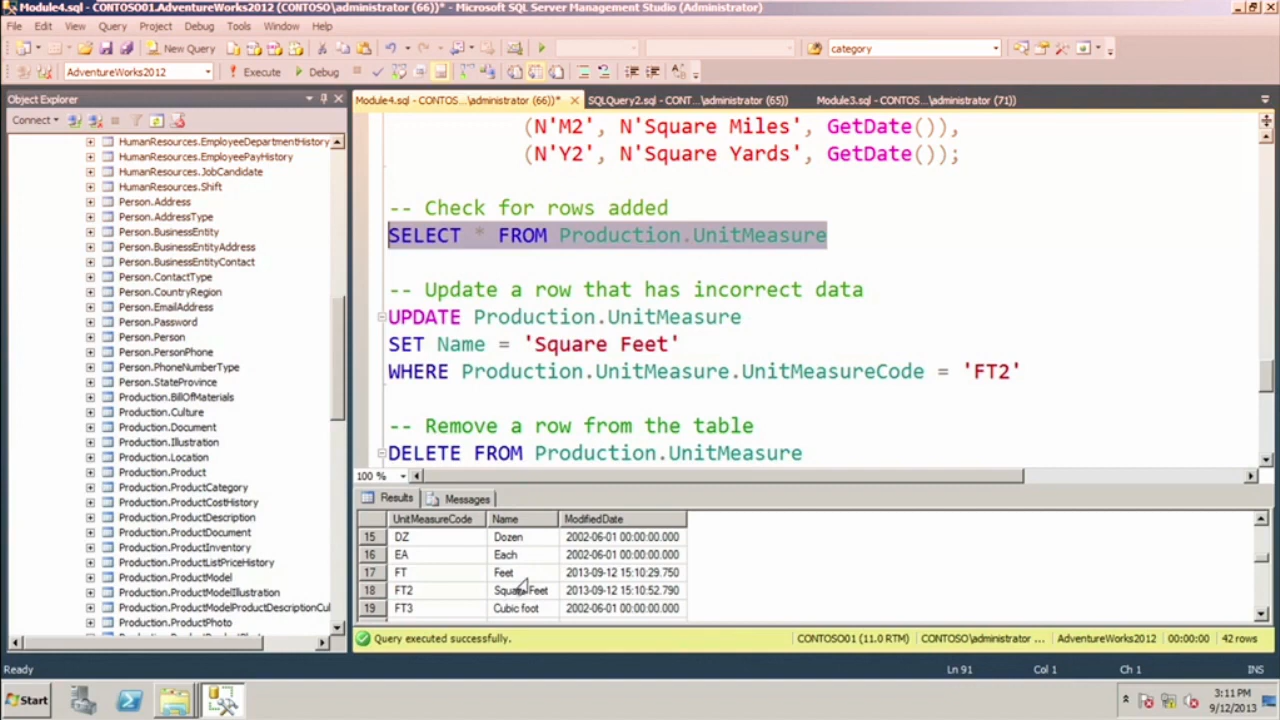 Module4.sql - CONTOSO01.AdventureWorks2012 (CONTOSO\administrator (66))* - Microsoft SQL Server Management Studio (Administrator)
File Edit View Query Project Debug Tools Window Help
New Query category
AdventureWorks2012 Execute Debug
Object Explorer
Connect
HumanResources.EmployeeDepartmentHistory
HumanResources.EmployeePayHistory
HumanResources.JobCandidate
HumanResources.Shift
Person.Address
Person.AddressType
Person.BusinessEntity
Person.BusinessEntityAddress
Person.BusinessEntityContact
Person.ContactType
Person.CountryRegion
Person.EmailAddress
Person.Password
Person.Person
Person.PersonPhone
Person.PhoneNumberType
Person.StateProvince
Production.BillOfMaterials
Production.Culture
Production.Document
Production.Illustration
Production.Location
Production.Product
Production.ProductCategory
Production.ProductCostHistory
Production.ProductDescription
Production.ProductDocument
Production.ProductInventory
Production.ProductListPriceHistory
Production.ProductModel
Production.ProductModelIllustration
Production.ProductModelProductDescriptionCul
Production.ProductPhoto
Module4.sql - CONTOS...\administrator (66))* SQLQuery2.sql - CONT...\administrator (65)) Module3.sql - CONTOS...\administrator (71))
(N'M2', N'Square Miles', GetDate()),
(N'Y2', N'Square Yards', GetDate());
-- Check for rows added
SELECT * FROM Production.UnitMeasure
-- Update a row that has incorrect data
UPDATE Production.UnitMeasure
SET Name = 'Square Feet'
WHERE Production.UnitMeasure.UnitMeasureCode = 'FT2'
-- Remove a row from the table
DELETE FROM Production.UnitMeasure
100 %
Results Messages
UnitMeasureCode Name ModifiedDate
15 DZ Dozen 2002-06-01 00:00:00.000
16 EA Each 2002-06-01 00:00:00.000
17 FT Feet 2013-09-12 15:10:29.750
18 FT2 Square Feet 2013-09-12 15:10:52.790
19 FT3 Cubic foot 2002-06-01 00:00:00.000
Query executed successfully. CONTOSO01 (11.0 RTM) CONTOSO\administrator ... AdventureWorks2012 00:00:00 42 rows
Ready Ln 91 Col 1 Ch 1 INS
Start 3:11 PM
9/12/2013